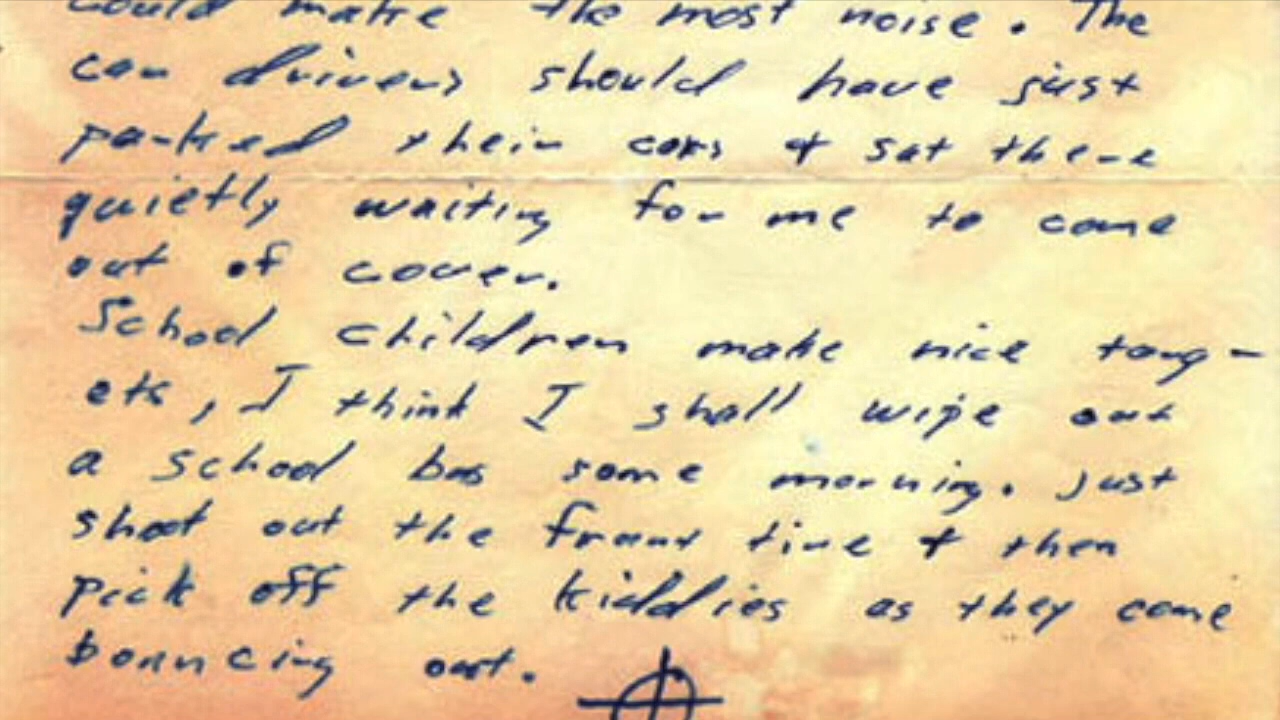 could make the most noise. The
car drivers should have just
parked their cars & sat there
quietly waiting for me to come
out of cover.
School children make nice targ-
ets, I think I shall wipe out
a school bus some morning. Just
shoot out the front tire & then
pick off the kiddies as they come
bouncing out.